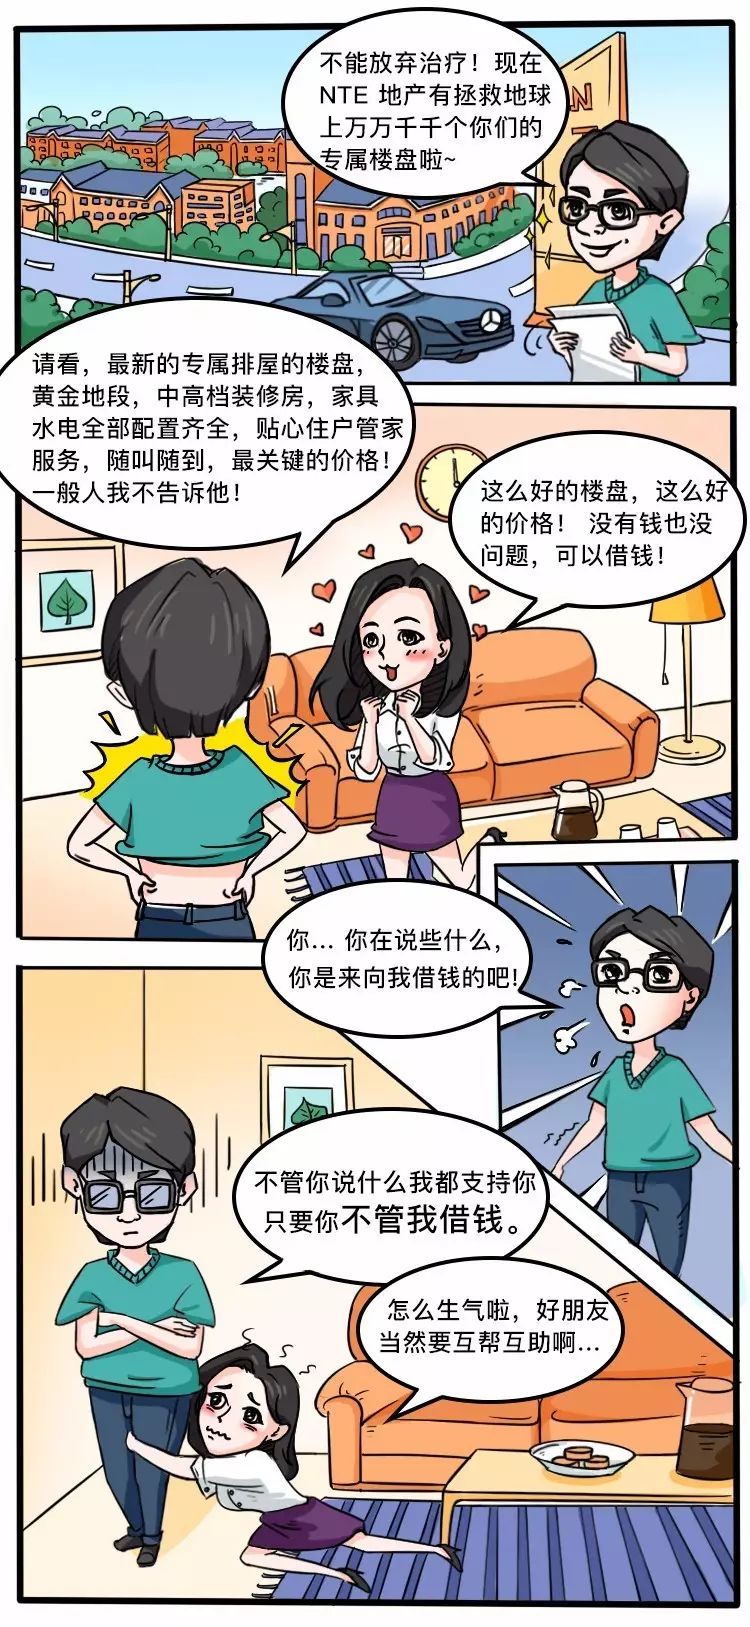 不能放弃治疗！现在
NTE 地产有拯救地球
上万万千千个你们的
专属楼盘啦~
N
请看，最新的专属排屋的楼盘，
黄金地段，中高档装修房，家具
水电全部配置齐全，贴心住户管家
服务，随叫随到，最关键的价格！
一般人我不告诉他！
这么好的楼盘，这么好
的价格！ 没有钱也没
问题，可以借钱！
你... 你在说些什么，
你是来向我借钱的吧！
不管你说什么我都支持你
只要你不管我借钱。
怎么生气啦，好朋友
当然要互帮互助啊...